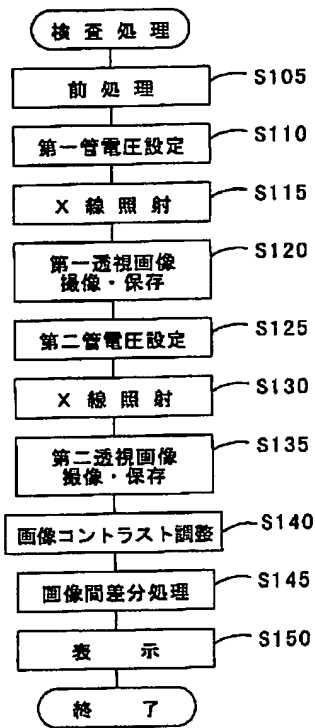 検査処理
前処理
S105
第一管電圧設定
S110
X線照射
S115
第一透視画像
撮像・保存
S120
第二管電圧設定
S125
X線照射
S130
第二透視画像
撮像・保存
S135
画像コントラスト調整
S140
画像間差分処理
S145
表示
S150
終了